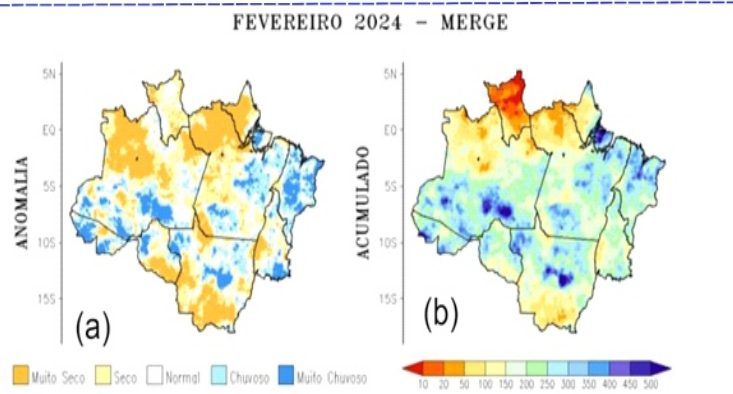 FEVEREIRO 2024 – MERGE
ANOMALIA
5N
EQ
5S
10S
15S
(a)
Muito Seco
Seco
Normal
Chuvoso
Muito Chuvoso
ACUMULADO
5N
EQ
5S
10S
15S
(b)
10 20 50 100 150 200 250 300 350 400 450 500